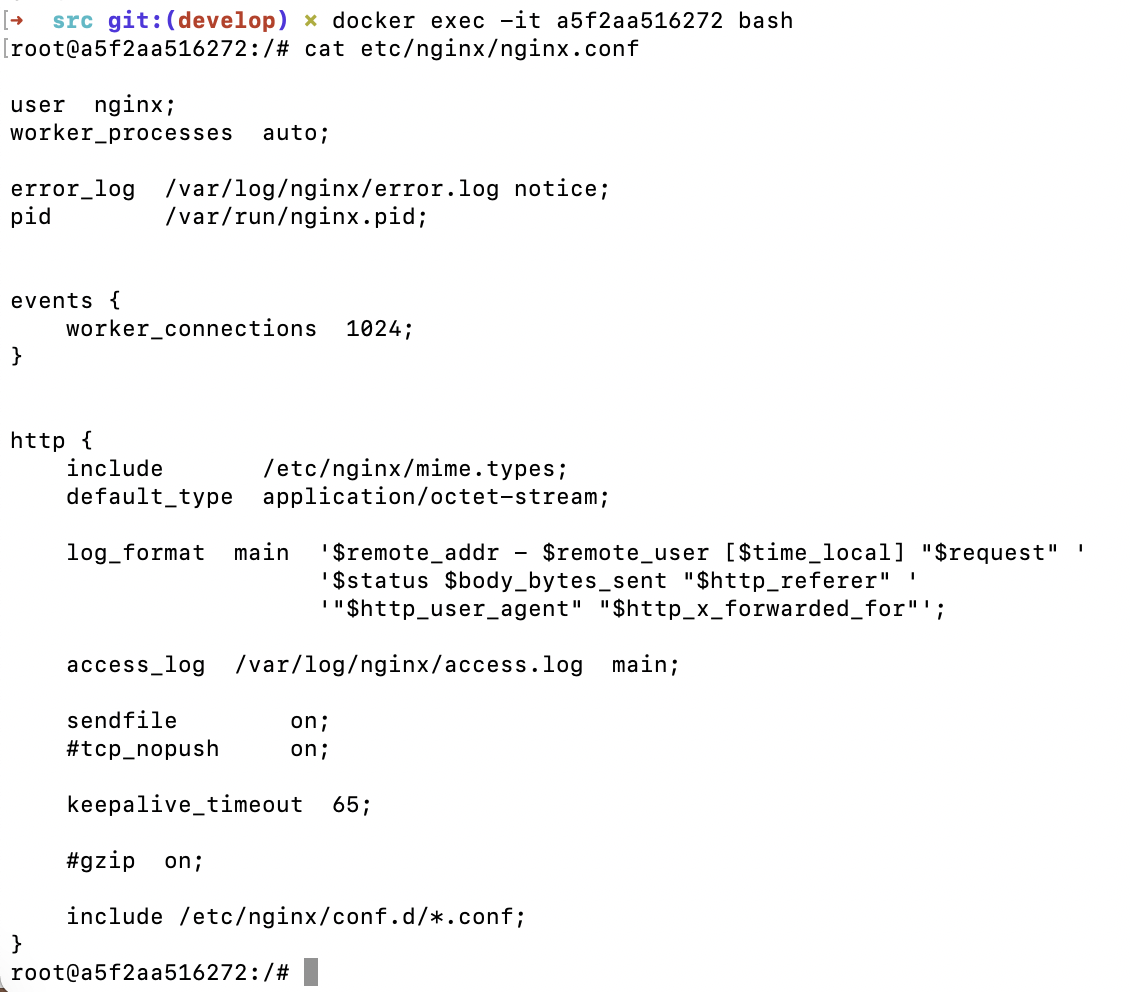 [➜  src git:(develop) × docker exec -it a5f2aa516272 bash
[root@a5f2aa516272:/# cat etc/nginx/nginx.conf

user  nginx;
worker_processes  auto;

error_log  /var/log/nginx/error.log notice;
pid        /var/run/nginx.pid;


events {
    worker_connections  1024;
}


http {
    include       /etc/nginx/mime.types;
    default_type  application/octet-stream;

    log_format  main  '$remote_addr - $remote_user [$time_local] "$request" '
                      '$status $body_bytes_sent "$http_referer" '
                      '"$http_user_agent" "$http_x_forwarded_for"';

    access_log  /var/log/nginx/access.log  main;

    sendfile        on;
    #tcp_nopush     on;

    keepalive_timeout  65;

    #gzip  on;

    include /etc/nginx/conf.d/*.conf;
}
root@a5f2aa516272:/#